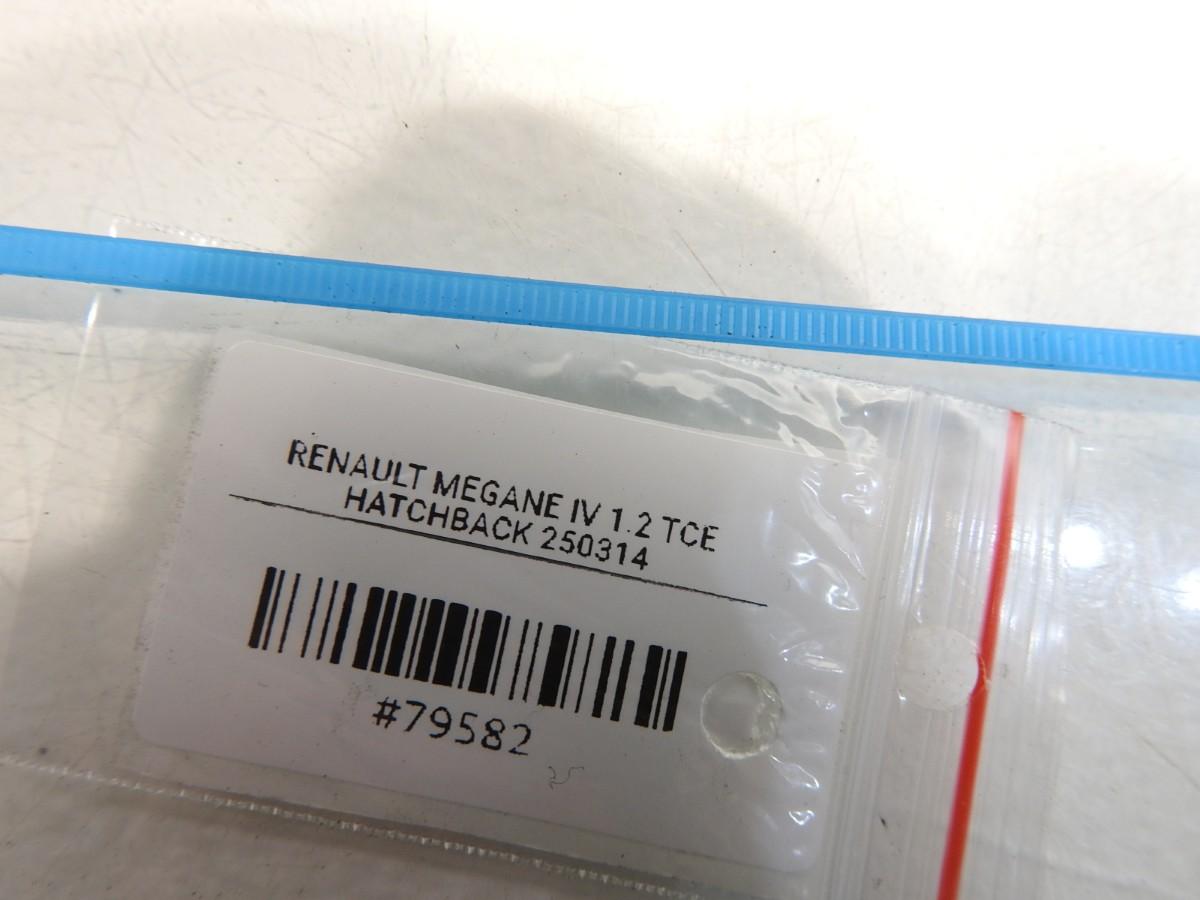 RENAULT MEGANE IV 1.2 TCE
HATCHBACK 250314
#79582